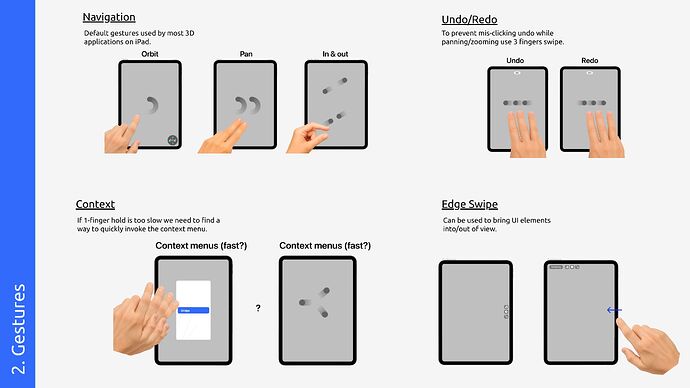 Navigation
Default gestures used by most 3D
applications on iPad.
Orbit
Pan
In & out
Undo/Redo
To prevent mis-clicking undo while
panning/zooming use 3 fingers swipe.
Undo
Redo
Context
If 1-finger hold is too slow we need to find a
way to quickly invoke the context menu.
Context menus (fast?)
?
Context menus (fast?)
Edge Swipe
Can be used to bring UI elements
into/out of view.
2. Gestures